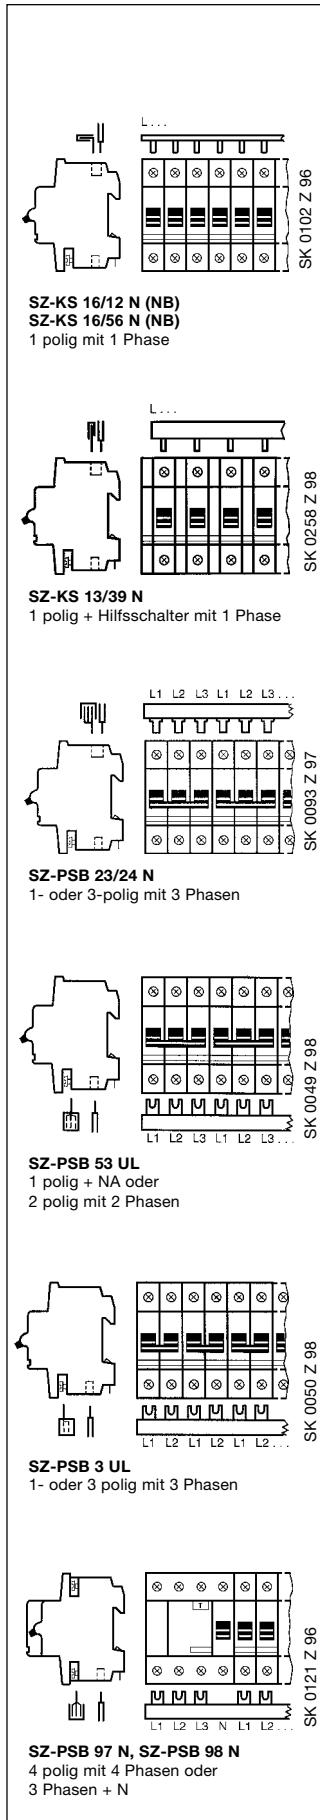 L...
SK 0102 Z 96
SZ-KS 16/12 N (NB)
SZ-KS 16/56 N (NB)
1 polig mit 1 Phase
L...
SK 0258 Z 98
SZ-KS 13/39 N
1 polig + Hilfsschalter mit 1 Phase
L1 L2 L3 L1 L2 L3...
SK 0093 Z 97
SZ-PSB 23/24 N
1- oder 3-polig mit 3 Phasen
SK 0049 Z 98
L1 L2 L3 L1 L2 L3...
SZ-PSB 53 UL
1 polig + NA oder
2 polig mit 2 Phasen
SK 0050 Z 98
L1 L2 L1 L2 L1 L2...
SZ-PSB 3 UL
1- oder 3 polig mit 3 Phasen
T
SK 0121 Z 96
L1 L2 L3 N L1 L2...
SZ-PSB 97 N, SZ-PSB 98 N
4 polig mit 4 Phasen oder
3 Phasen + N